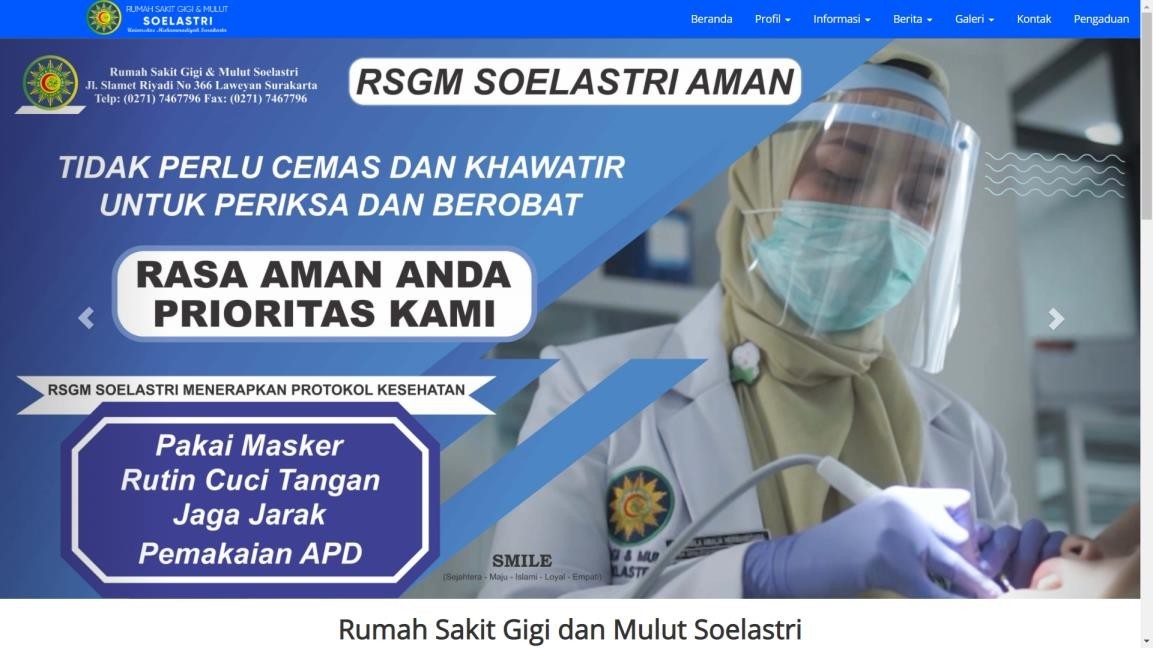 RUMAH SAKIT GIGI & MULUT
SOELASTRI
Universitas Muhammadiyah Surakarta
Beranda
Profil
Informasi
Berita
Galeri
Kontak
Pengaduan
Rumah Sakit Gigi & Mulut Soelastri
Jl. Slamet Riyadi No 366 Laweyan Surakarta
Telp: (0271) 7467796 Fax: (0271) 7467796
RSGM SOELASTRI AMAN
TIDAK PERLU CEMAS DAN KHAWATIR
UNTUK PERIKSA DAN BEROBAT
RASA AMAN ANDA
PRIORITAS KAMI
RSGM SOELASTRI MENERAPKAN PROTOKOL KESEHATAN
Pakai Masker
Rutin Cuci Tangan
Jaga Jarak
Pemakaian APD
SMILE
(Sejahtera - Maju - Islami - Loyal - Empati)
Rumah Sakit Gigi dan Mulut Soelastri